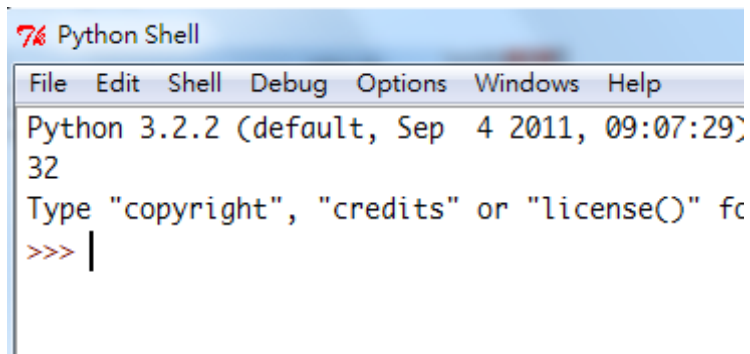 Python Shell
File Edit Shell Debug Options Windows Help
Python 3.2.2 (default, Sep  4 2011, 09:07:29)
32
Type "copyright", "credits" or "license()" fo
>>>